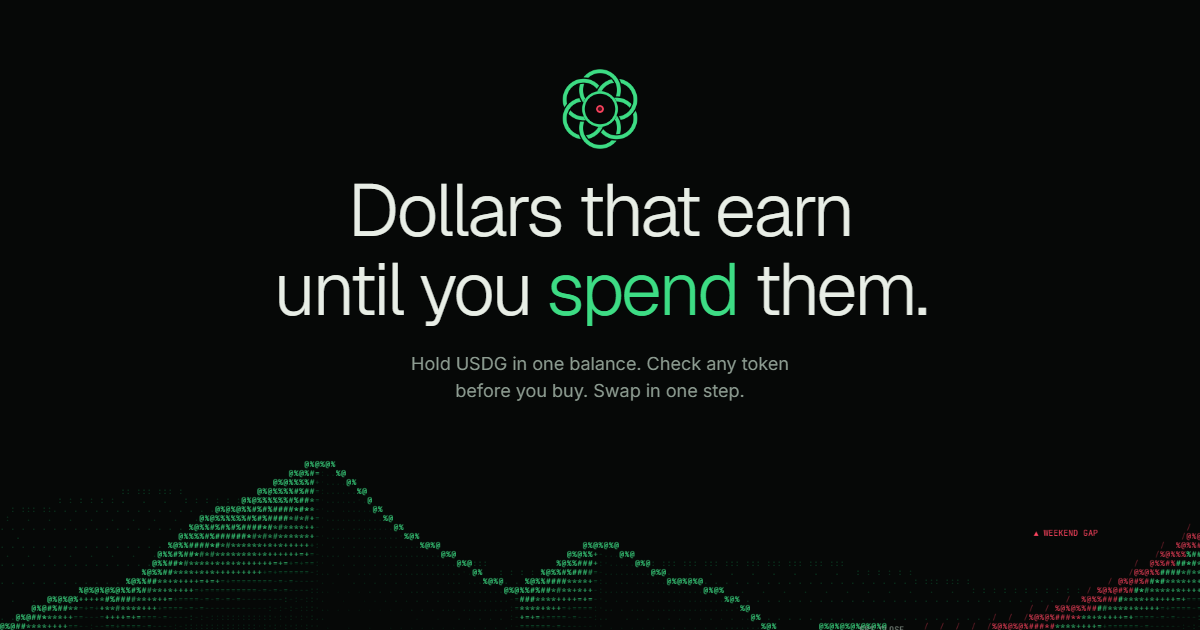 Dollars that earn
until you spend them.
Hold USDG in one balance. Check any token
before you buy. Swap in one step.
▲ WEEKEND GAP